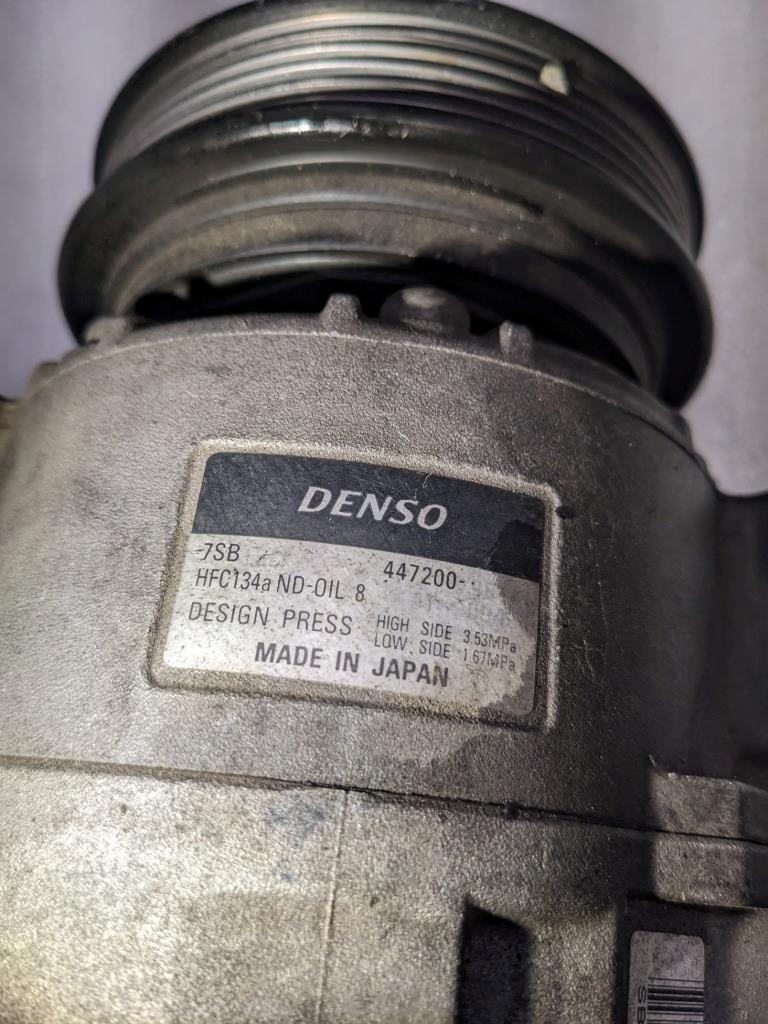 DENSO
7SB 447200-
HFC134a ND-OIL 8
DESIGN PRESS HIGH SIDE 3.53MPa
LOW SIDE 1.67MPa
MADE IN JAPAN
SB